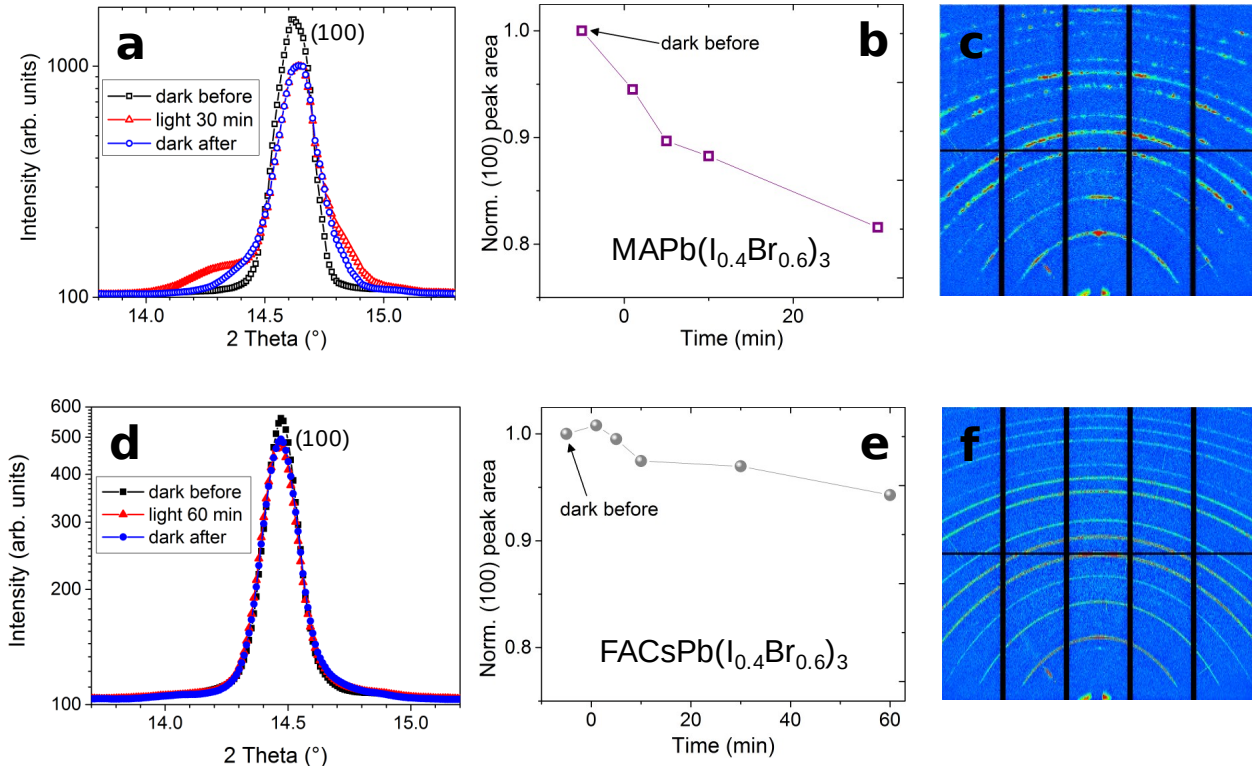 a
(100)
dark before
light 30 min
dark after
Intensity (arb. units)
1000
100
14.0 14.5 15.0
2 Theta (°)
b
dark before
Norm. (100) peak area
1.0
0.9
0.8
MAPb(I0.4Br0.6)3
0 20
Time (min)
c
d
(100)
dark before
light 60 min
dark after
Intensity (arb. units)
600
500
400
300
200
100
14.0 14.5 15.0
2 Theta (°)
e
dark before
Norm. (100) peak area
1.0
0.9
0.8
FACsPb(I0.4Br0.6)3
0 20 40 60
Time (min)
f